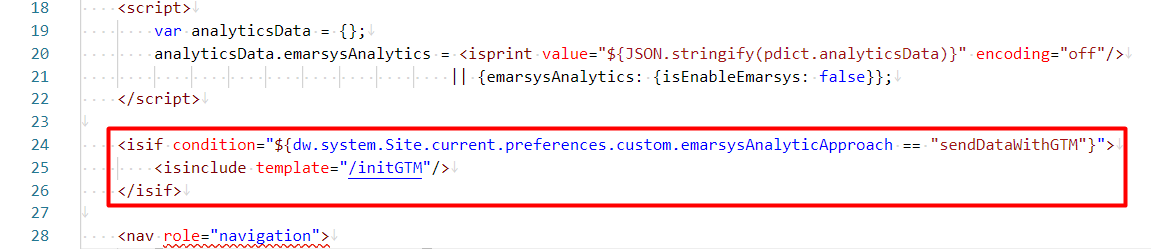 18 <script>
19 var analyticsData = {};
20 analyticsData.emarsysAnalytics = <isprint value="${JSON.stringify(pdict.analyticsData)}" encoding="off"/>
21 || {emarsysAnalytics: {isEnableEmarsys: false}};
22 </script>
23
24 <isif condition="${dw.system.Site.current.preferences.custom.emarsysAnalyticApproach == "sendDataWithGTM"}">
25 <isinclude template="/initGTM"/>
26 </isif>
27
28 <nav role="navigation">